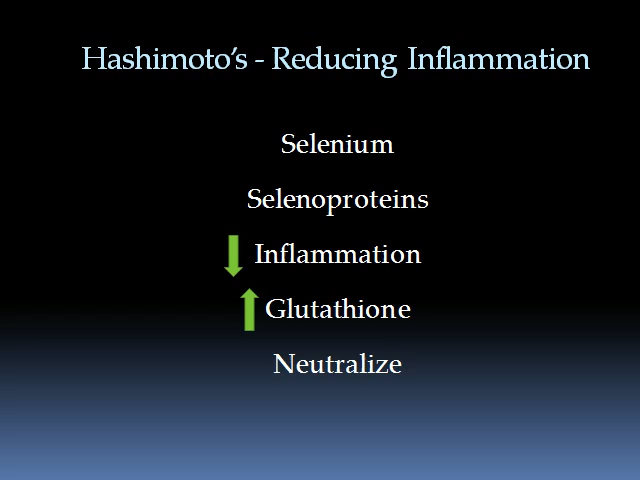 Hashimoto’s - Reducing Inflammation
Selenium
Selenoproteins
Inflammation
Glutathione
Neutralize